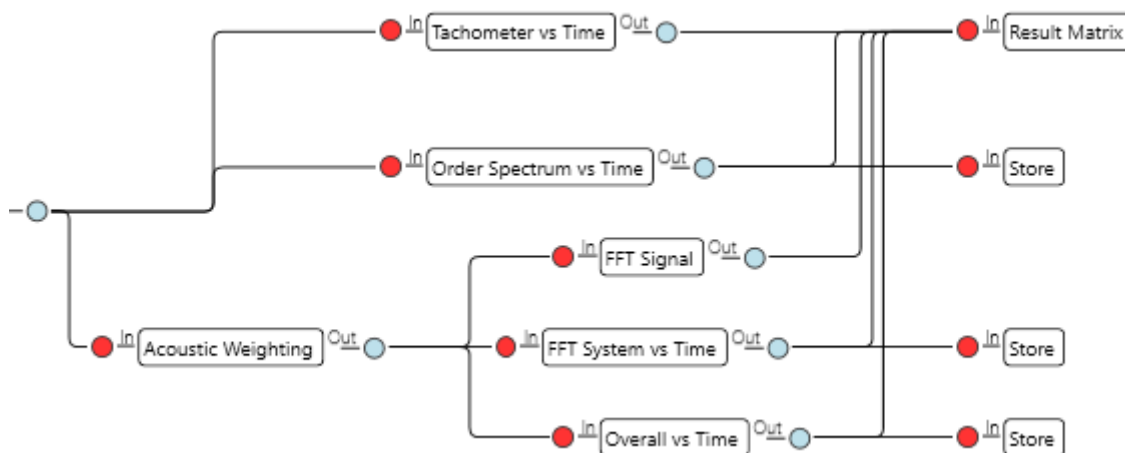 In Tachometer vs Time Out In Result Matrix
In Order Spectrum vs Time Out In Store
In FFT Signal Out
In Acoustic Weighting Out In FFT System vs Time Out In Store
In Overall vs Time Out In Store